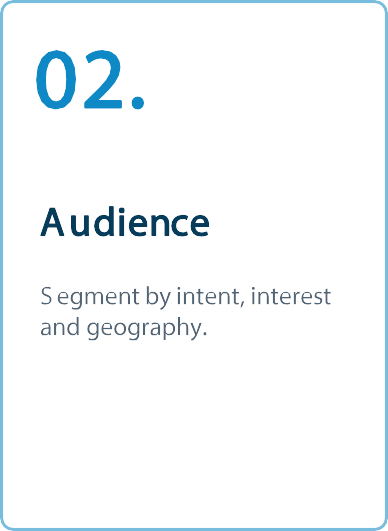 02.
Audience
Segment by intent, interest
and geography.